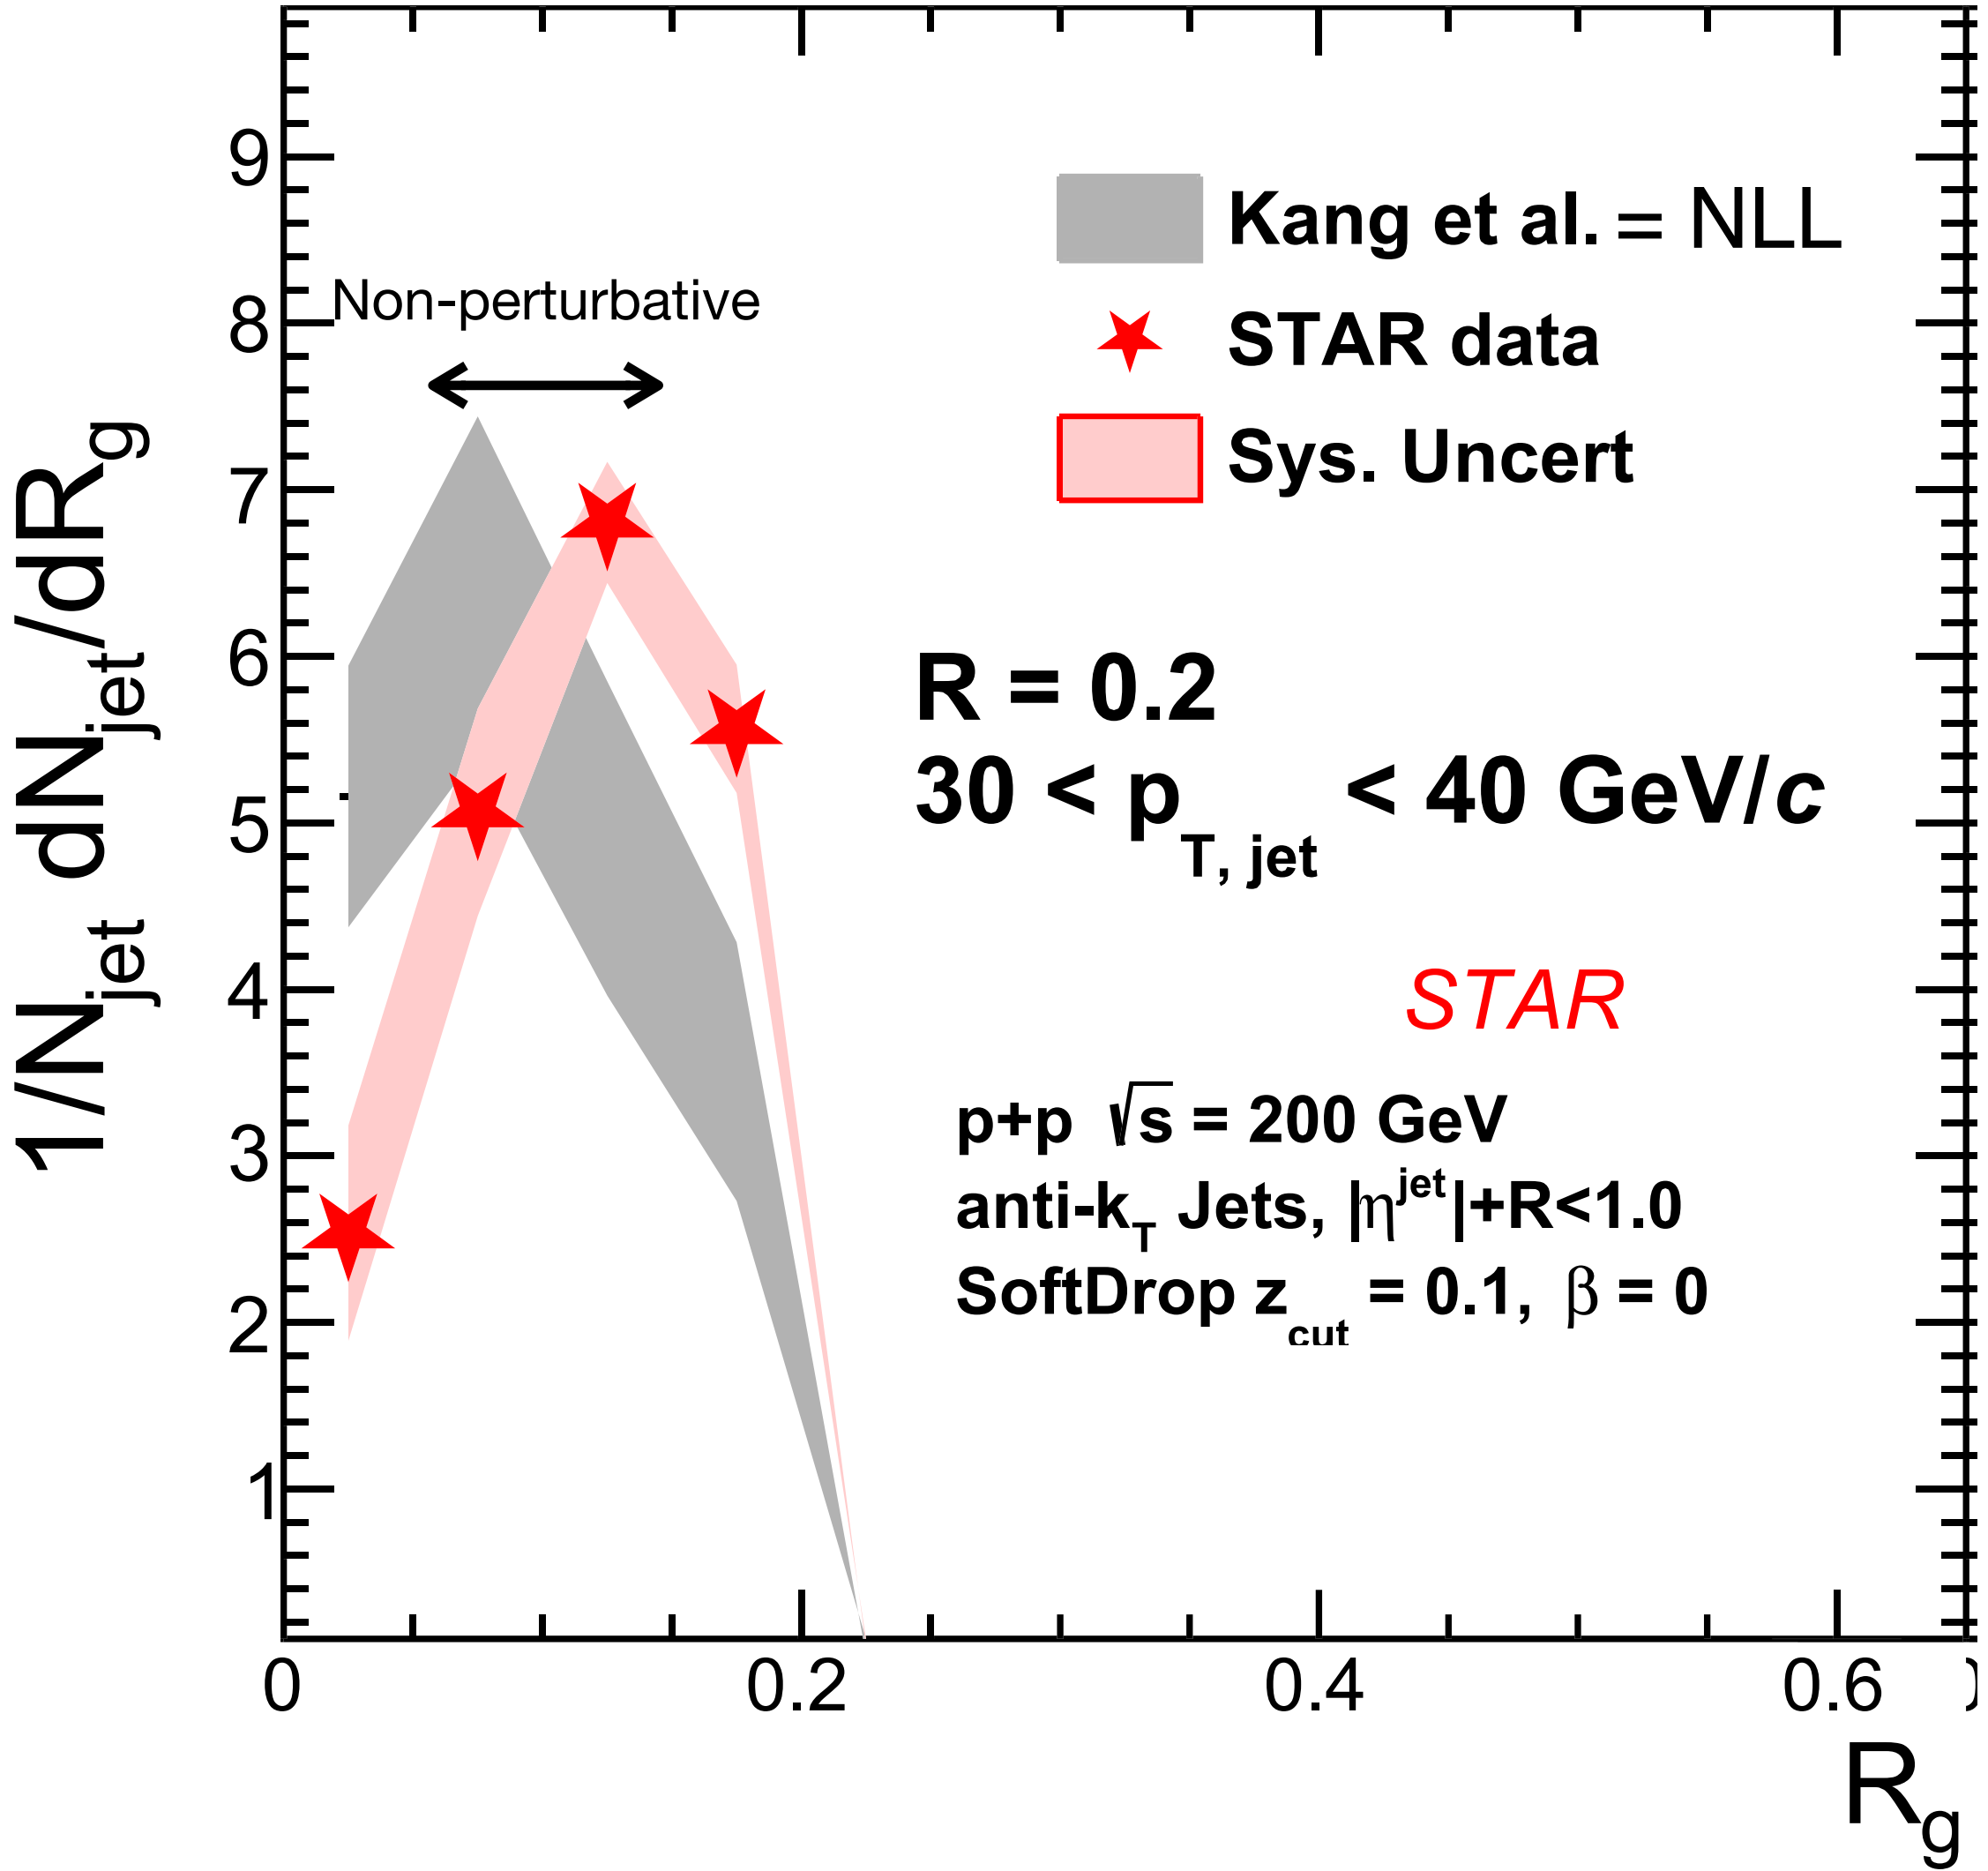 9
8
7
6
5
4
3
2
1
1/N_jet dN_jet/dR_g
Non-perturbative
Kang et al. = NLL
STAR data
Sys. Uncert
R = 0.2
30 < p_T, jet < 40 GeV/c
STAR
p+p √s = 200 GeV
anti-k_T Jets, |η^jet|+R<1.0
SoftDrop z_cut = 0.1, β = 0
0 0.2 0.4 0.6
R_g